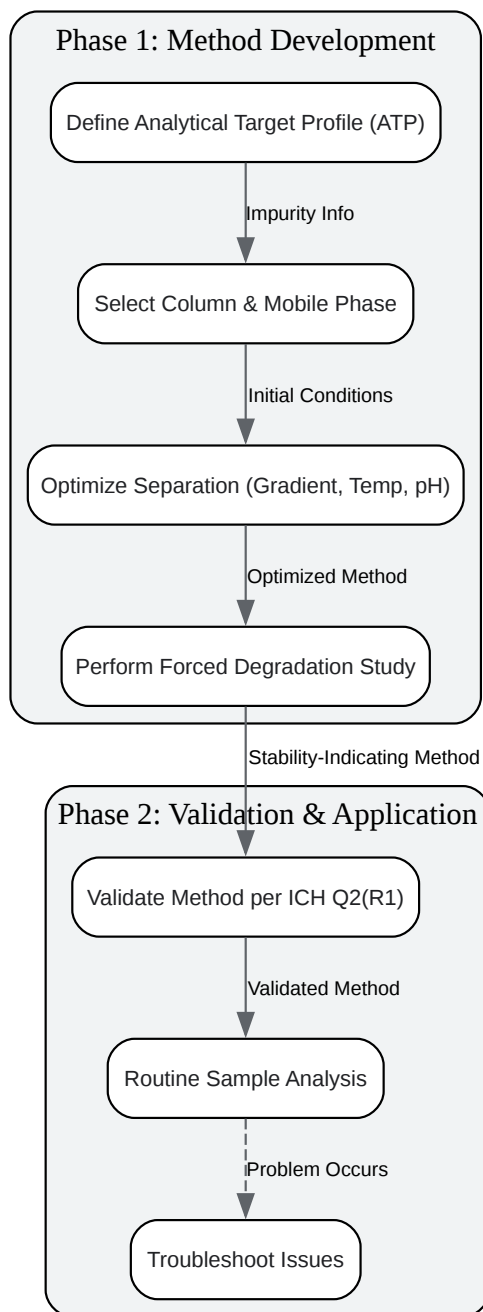 Phase 1: Method Development
Define Analytical Target Profile (ATP)
Impurity Info
Select Column & Mobile Phase
Initial Conditions
Optimize Separation (Gradient, Temp, pH)
Optimized Method
Perform Forced Degradation Study
Stability-Indicating Method
Phase 2: Validation & Application
Validate Method per ICH Q2(R1)
Validated Method
Routine Sample Analysis
Problem Occurs
Troubleshoot Issues